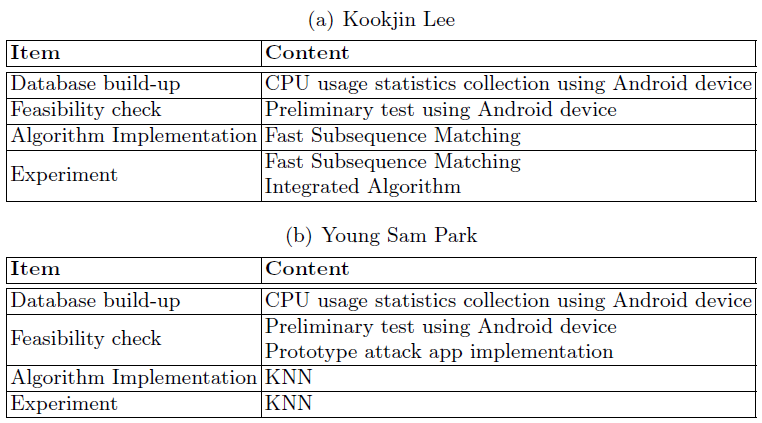 (a) Kookjin Lee
Item Content
Database build-up CPU usage statistics collection using Android device
Feasibility check Preliminary test using Android device
Algorithm Implementation Fast Subsequence Matching
Experiment Fast Subsequence Matching
Integrated Algorithm
(b) Young Sam Park
Item Content
Database build-up CPU usage statistics collection using Android device
Feasibility check Preliminary test using Android device
Prototype attack app implementation
Algorithm Implementation KNN
Experiment KNN